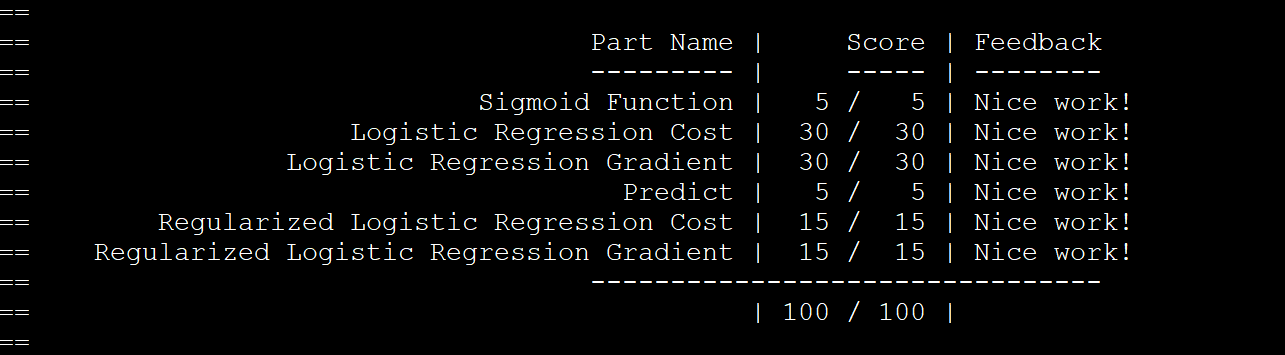 ==
== Part Name | Score | Feedback
== --------- | ----- | --------
== Sigmoid Function | 5 / 5 | Nice work!
== Logistic Regression Cost | 30 / 30 | Nice work!
== Logistic Regression Gradient | 30 / 30 | Nice work!
== Predict | 5 / 5 | Nice work!
== Regularized Logistic Regression Cost | 15 / 15 | Nice work!
== Regularized Logistic Regression Gradient | 15 / 15 | Nice work!
== --------------------------------
== | 100 / 100 |
==